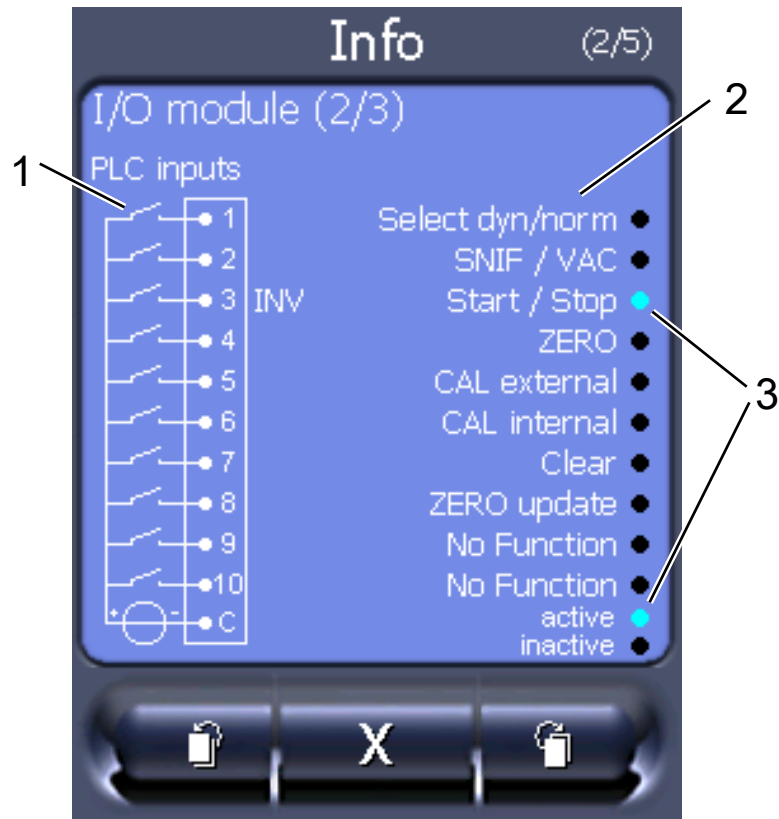 Info (2/5)
I/O module (2/3)
2
1
PLC inputs
1 Select dyn/norm
2 SNIF / VAC
3 INV Start / Stop
4 ZERO
5 CAL external
3
6 CAL internal
7 Clear
8 ZERO update
9 No Function
10 No Function
+ - C active
inactive
X